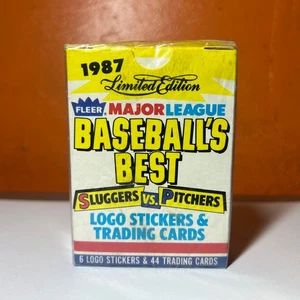 1987
Limited Edition
FLEER MAJOR LEAGUE
BASEBALL'S
BEST
SLUGGERS VS. PITCHERS
LOGO STICKERS &
TRADING CARDS
6 LOGO STICKERS & 44 TRADING CARDS